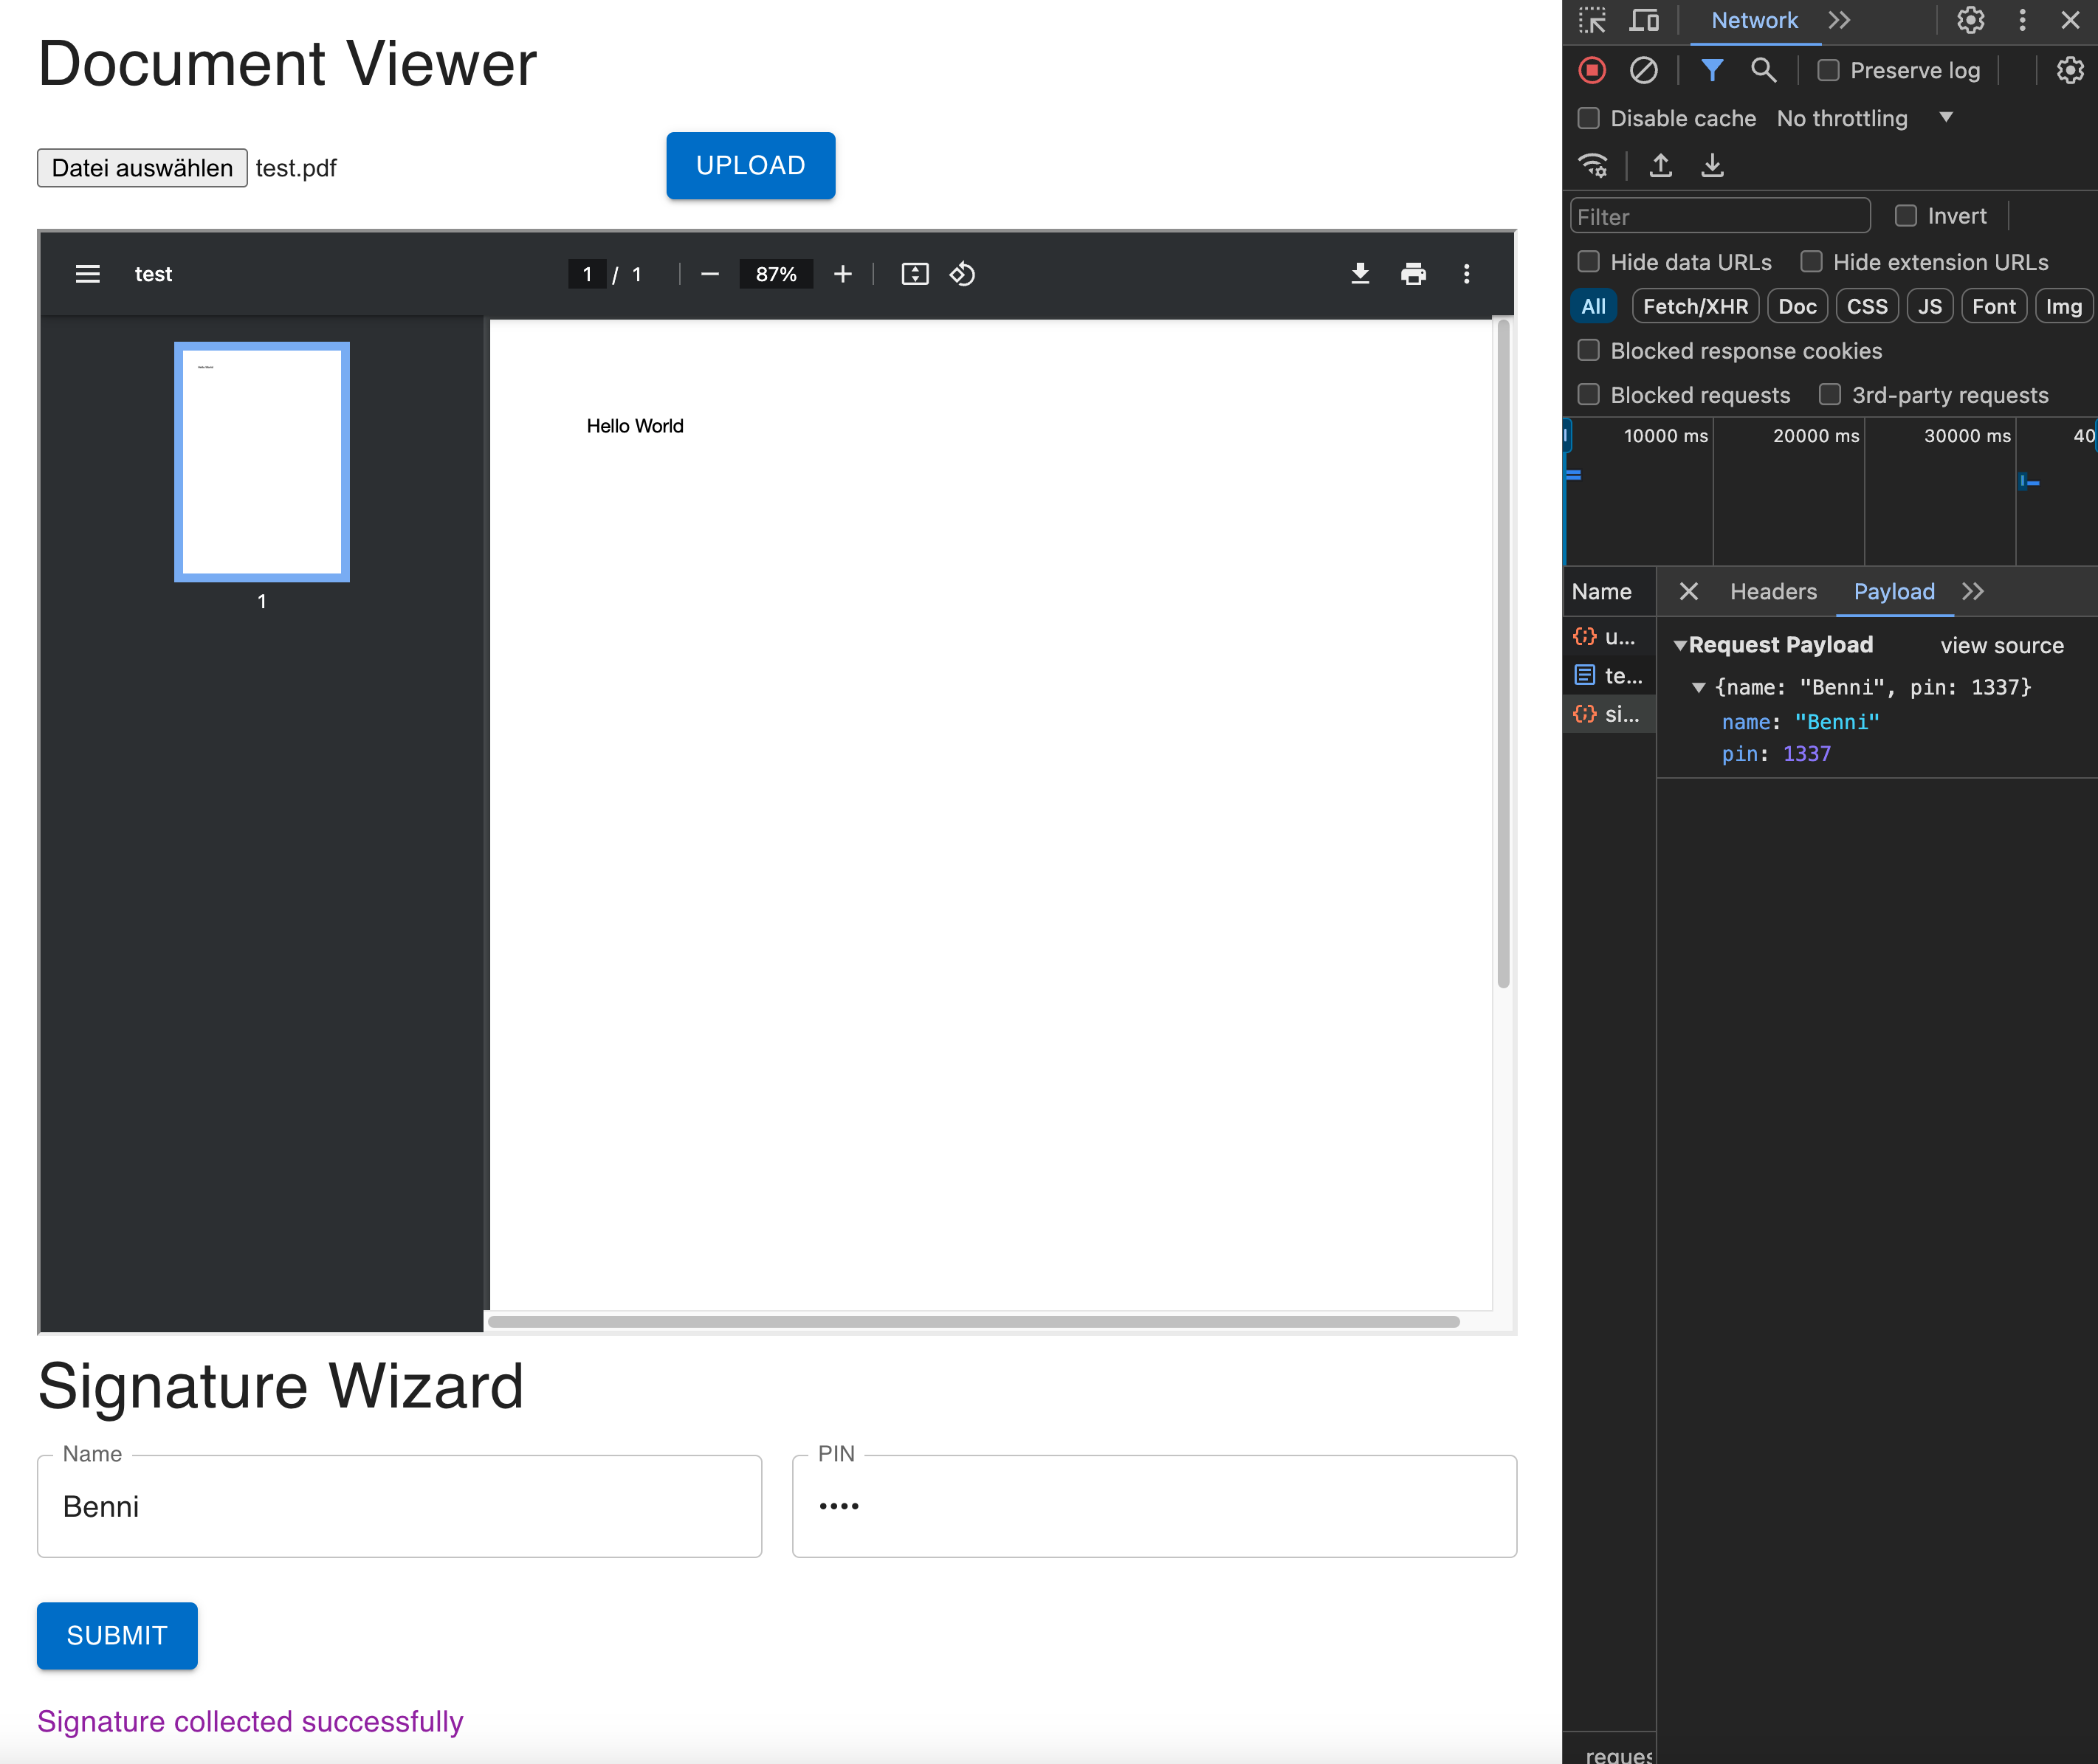 Document Viewer
Datei auswählen test.pdf
UPLOAD
test
1 / 1
87%
1
Hello World
Signature Wizard
Name
Benni
PIN
••••
SUBMIT
Signature collected successfully
Network
Preserve log
Disable cache No throttling
Filter
Invert
Hide data URLs Hide extension URLs
All Fetch/XHR Doc CSS JS Font Img
Blocked response cookies
Blocked requests 3rd-party requests
10000 ms 20000 ms 30000 ms 40
Name Headers Payload
u...
te...
si...
Request Payload view source
{name: "Benni", pin: 1337}
name: "Benni"
pin: 1337